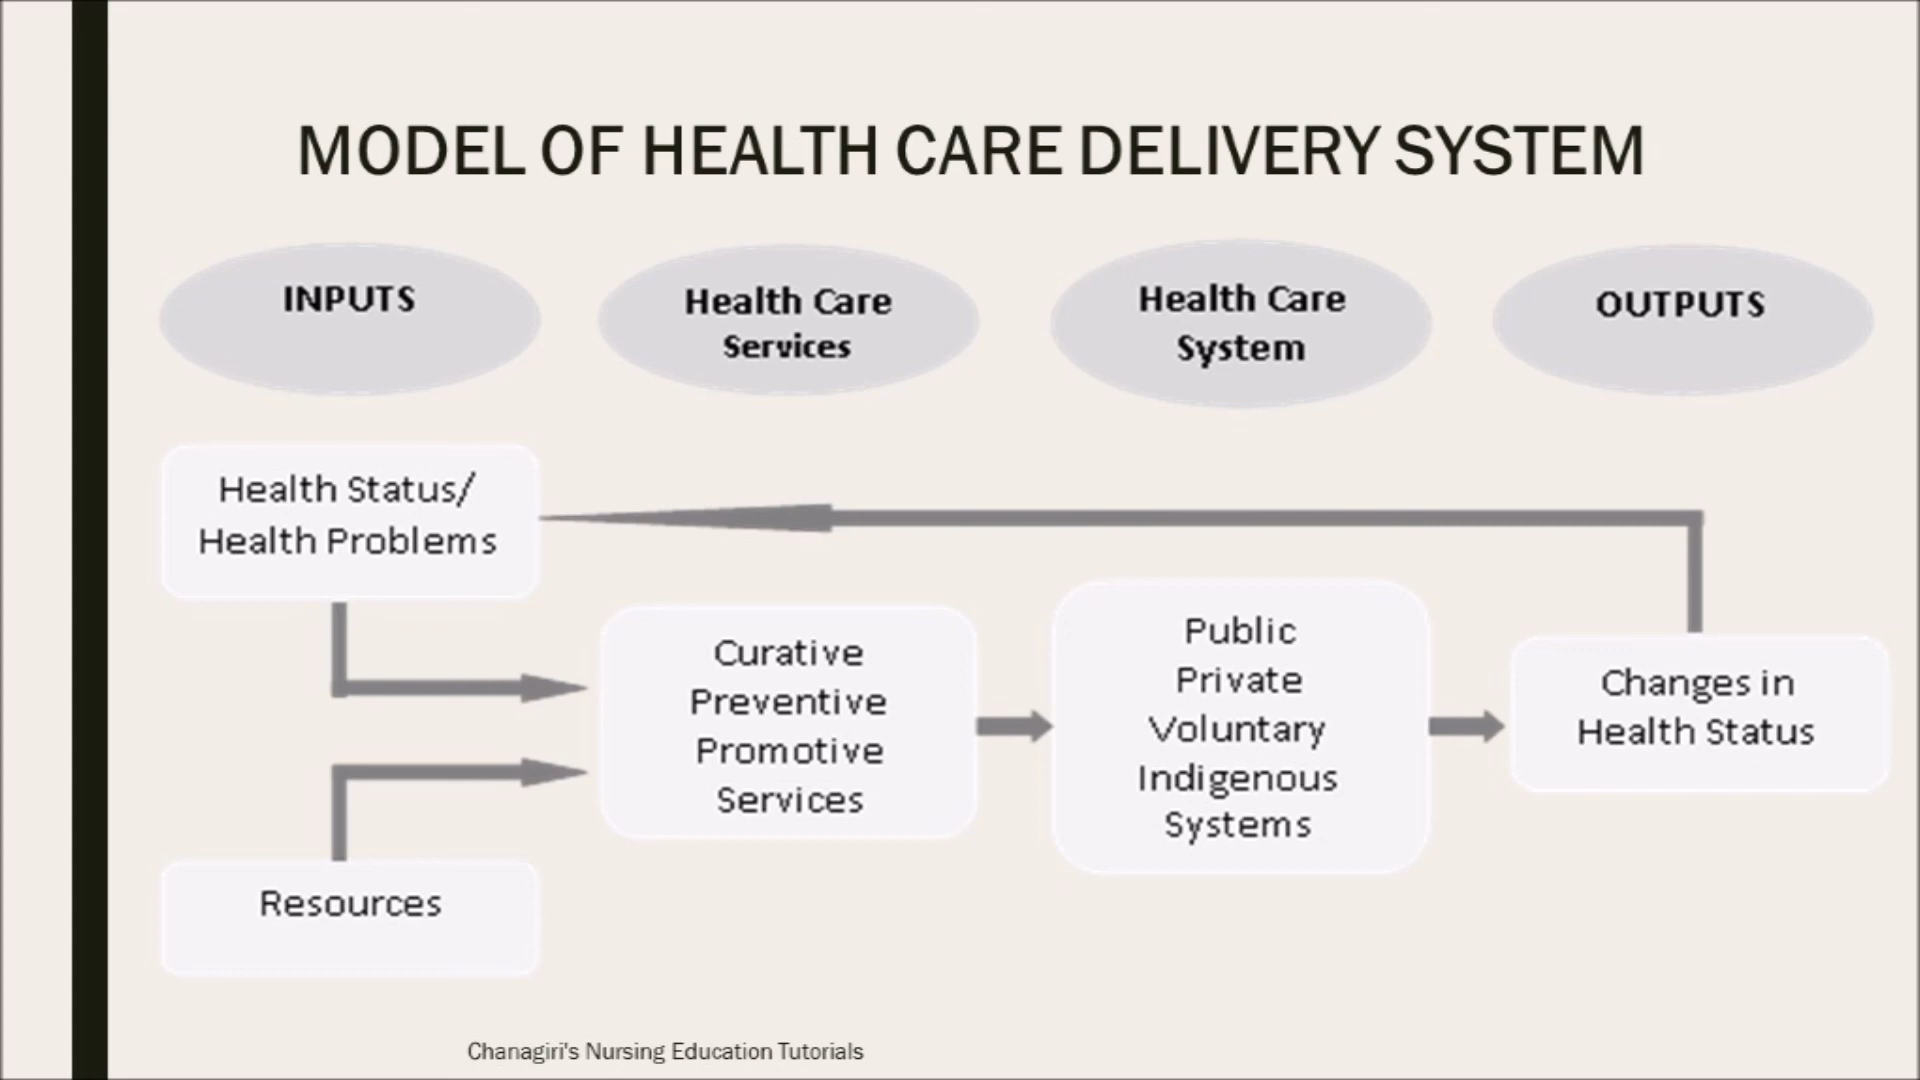 MODEL OF HEALTH CARE DELIVERY SYSTEM
INPUTS
Health Care
Services
Health Care
System
OUTPUTS
Health Status/
Health Problems
Curative
Preventive
Promotive
Services
Public
Private
Voluntary
Indigenous
Systems
Changes in
Health Status
Resources
Chanagiri's Nursing Education Tutorials